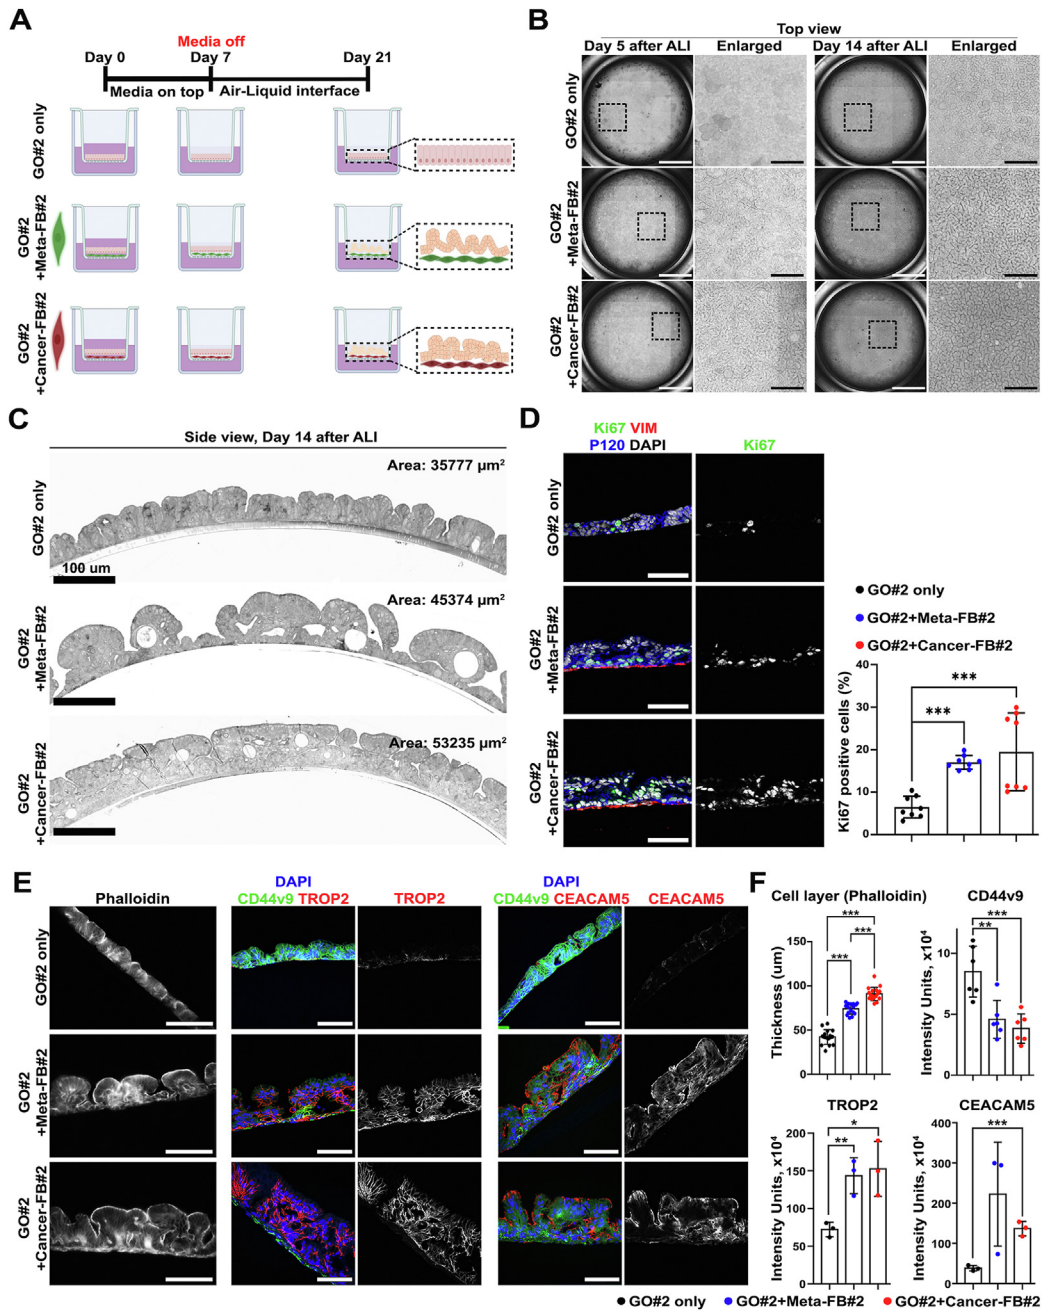 A
Media off
Day 0
Day 7
Day 21
Media on top
Air-Liquid interface
GO#2 only
GO#2
+Meta-FB#2
GO#2
+Cancer-FB#2
B
Top view
Day 5 after ALI
Enlarged
Day 14 after ALI
Enlarged
GO#2 only
GO#2
+Meta-FB#2
GO#2
+Cancer-FB#2
C
Side view, Day 14 after ALI
Area: 35777 µm²
GO#2 only
100 um
Area: 45374 µm²
GO#2
+Meta-FB#2
Area: 53235 µm²
GO#2
+Cancer-FB#2
D
Ki67 VIM
P120 DAPI
Ki67
GO#2 only
GO#2
+Meta-FB#2
GO#2
+Cancer-FB#2
GO#2 only
GO#2+Meta-FB#2
GO#2+Cancer-FB#2
Ki67 positive cells (%)
40
30
20
10
0
***
***
E
Phalloidin
DAPI
CD44v9 TROP2
TROP2
DAPI
CD44v9 CEACAM5
CEACAM5
GO#2 only
GO#2
+Meta-FB#2
GO#2
+Cancer-FB#2
F
Cell layer (Phalloidin)
Thickness (um)
150
100
50
0
***
***
***
CD44v9
Intensity Units, x10⁴
10
5
0
***
**
TROP2
Intensity Units, x10⁴
200
150
100
50
0
*
**
CEACAM5
Intensity Units, x10⁴
400
300
200
100
0
***
GO#2 only
GO#2+Meta-FB#2
GO#2+Cancer-FB#2